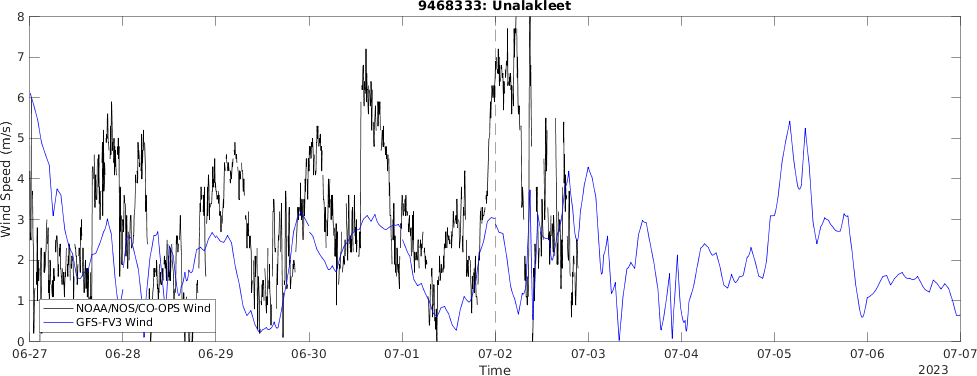 9468333: Unalakleet
8
7
6
5
4
3
2
1
0
Wind Speed (m/s)
NOAA/NOS/CO-OPS Wind
GFS-FV3 Wind
06-27 06-28 06-29 06-30 07-01 07-02 07-03 07-04 07-05 07-06 07-07
Time
2023